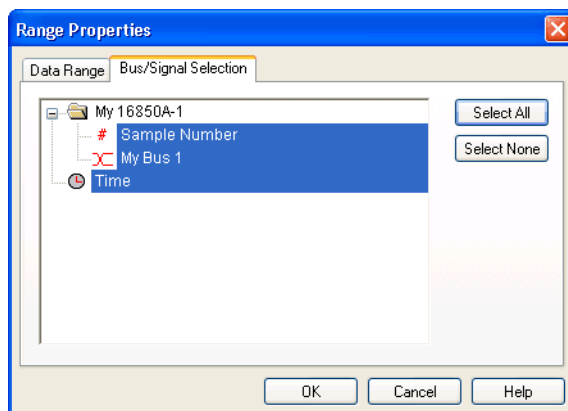 Range Properties
Data Range Bus/Signal Selection
My 16850A-1
# Sample Number
My Bus 1
Time
Select All
Select None
OK Cancel Help